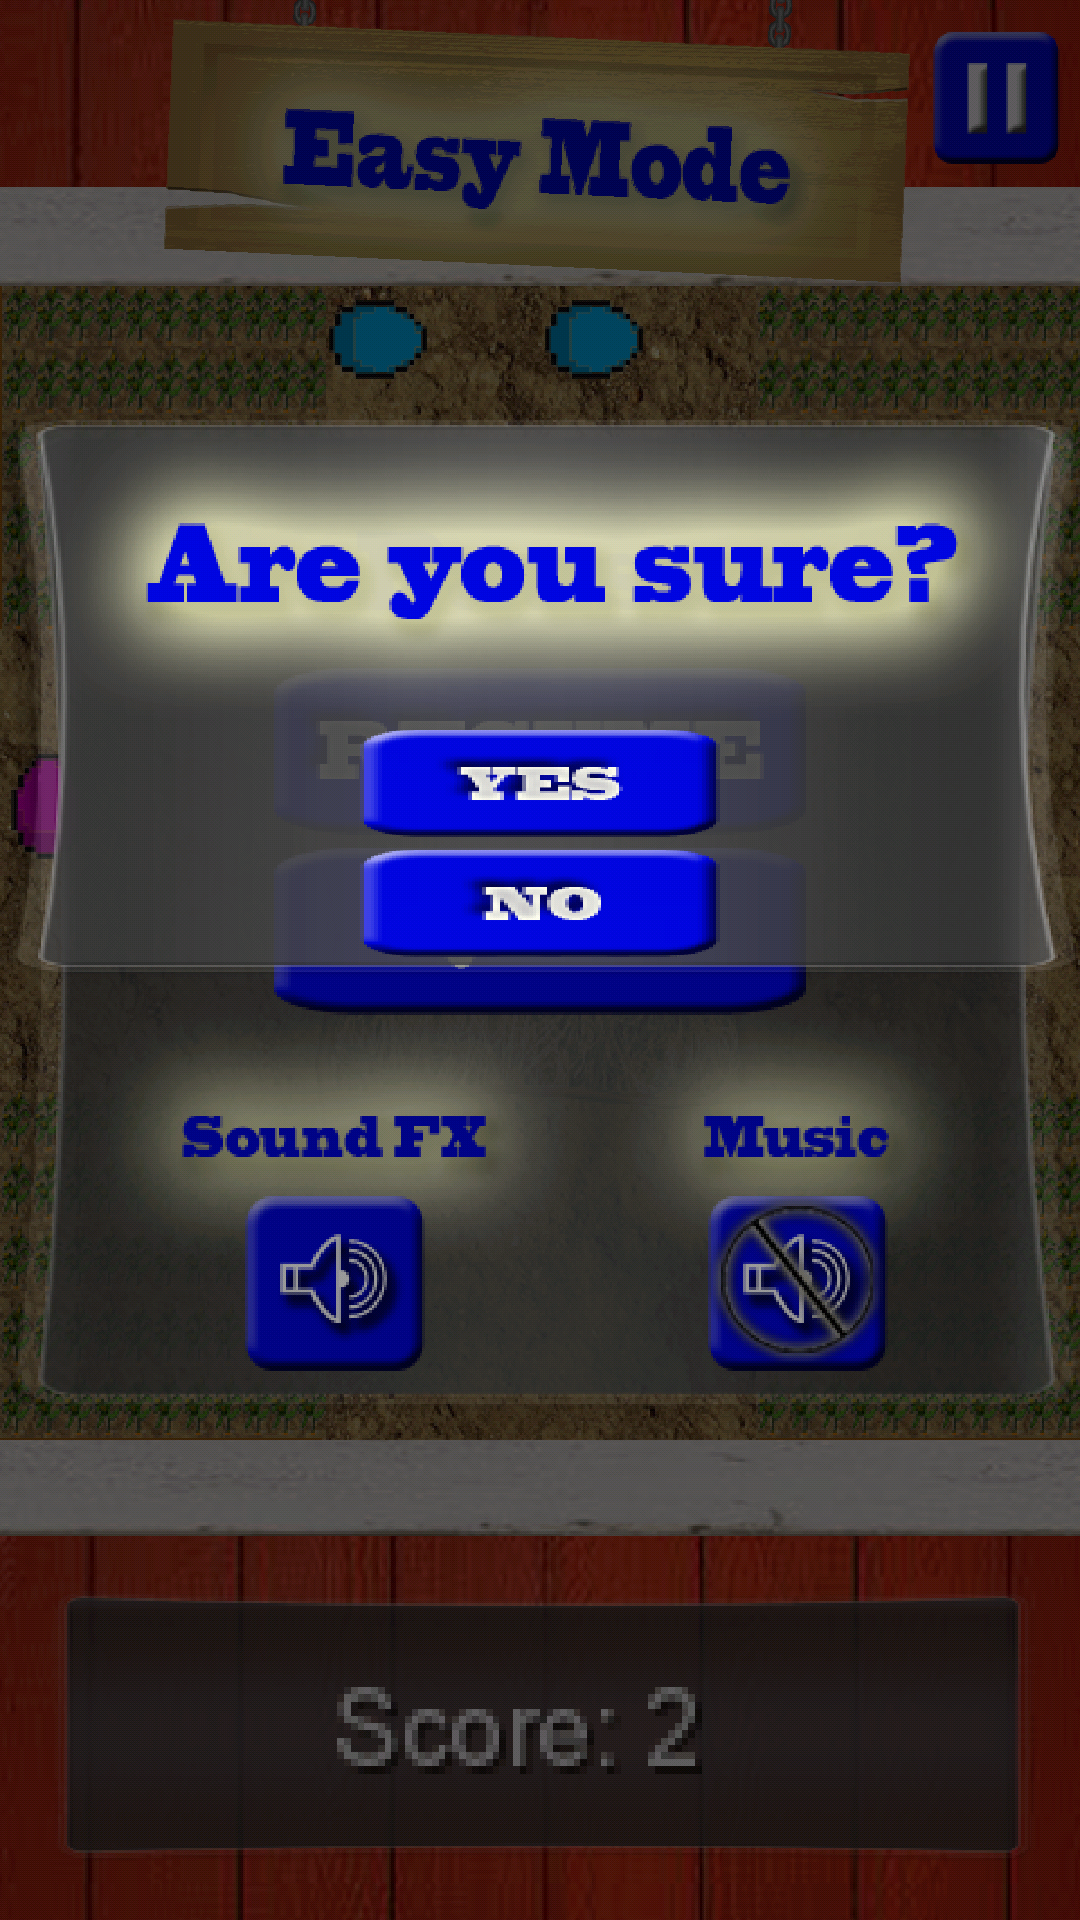 Easy Mode
Are you sure?
YES
NO
Sound FX
Music
Score: 2